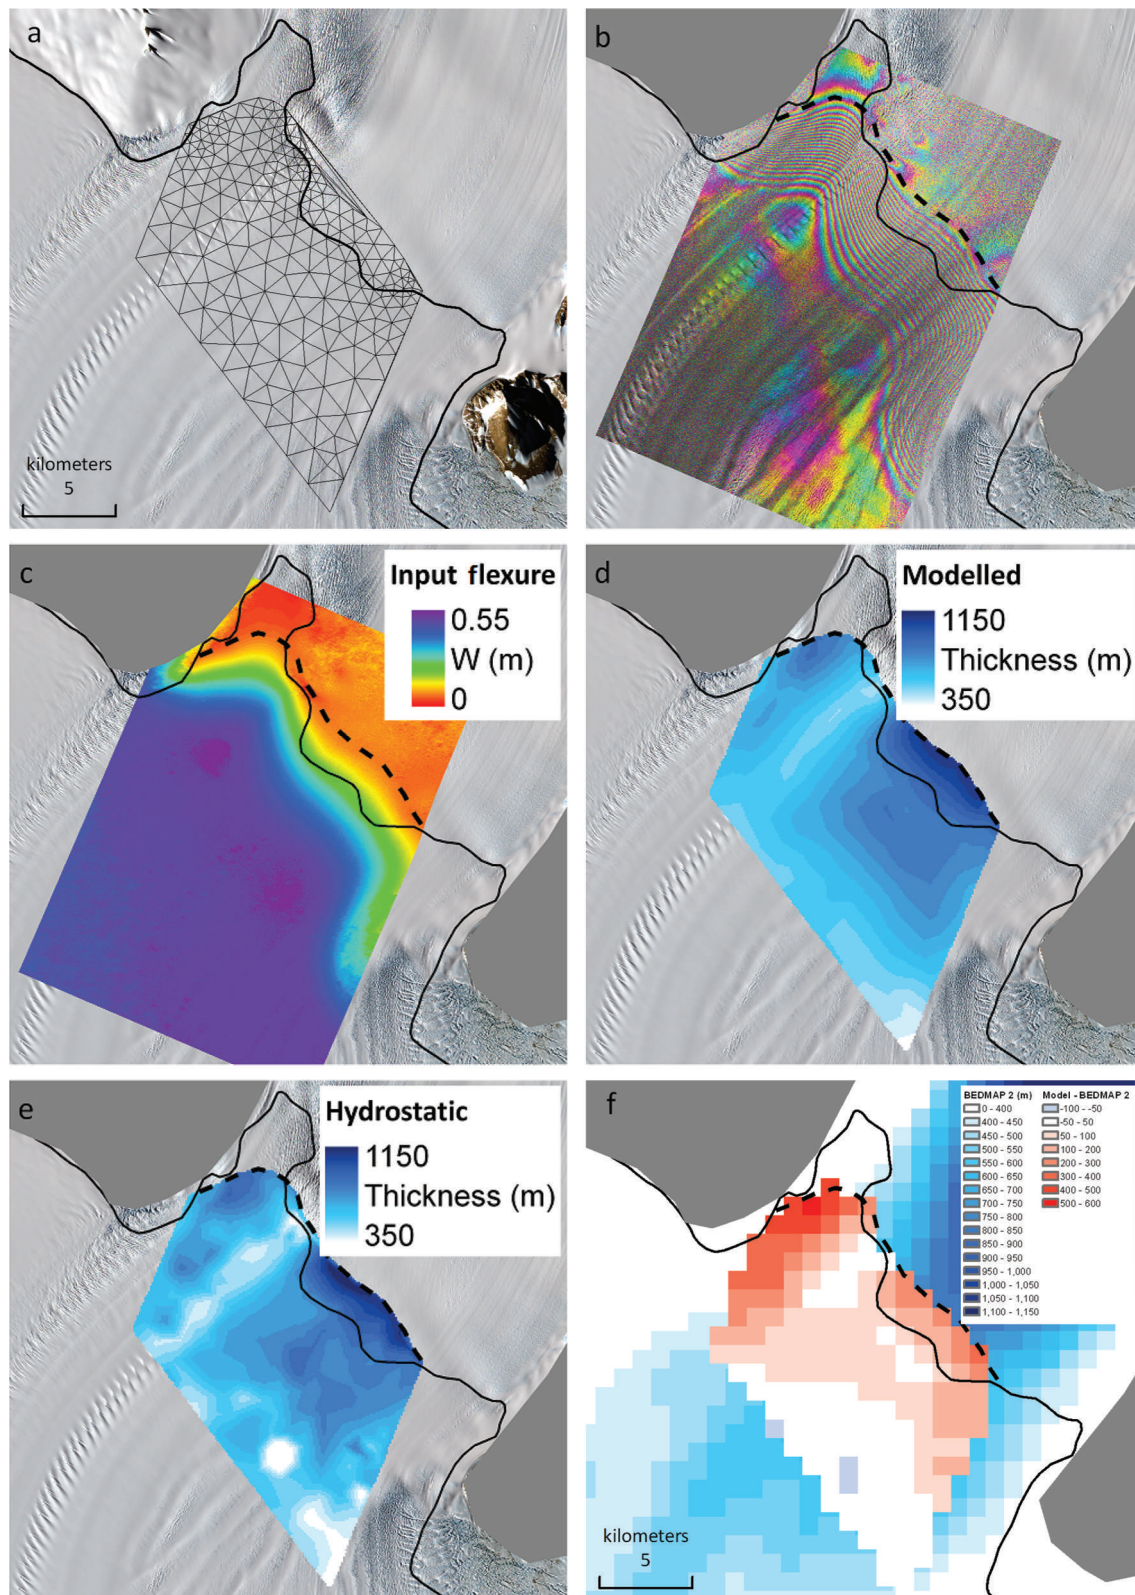 a
kilometers
5
b
c
Input flexure
0.55
W (m)
0
d
Modelled
1150
Thickness (m)
350
e
Hydrostatic
1150
Thickness (m)
350
f
BEDMAP 2 (m)
0 - 400
400 - 450
450 - 500
500 - 550
550 - 600
600 - 650
650 - 700
700 - 750
750 - 800
800 - 850
850 - 900
900 - 950
950 - 1,000
1,000 - 1,050
1,050 - 1,100
1,100 - 1,150
Model - BEDMAP 2
-100 - -50
-50 - 50
50 - 100
100 - 200
200 - 300
300 - 400
400 - 500
500 - 600
kilometers
5